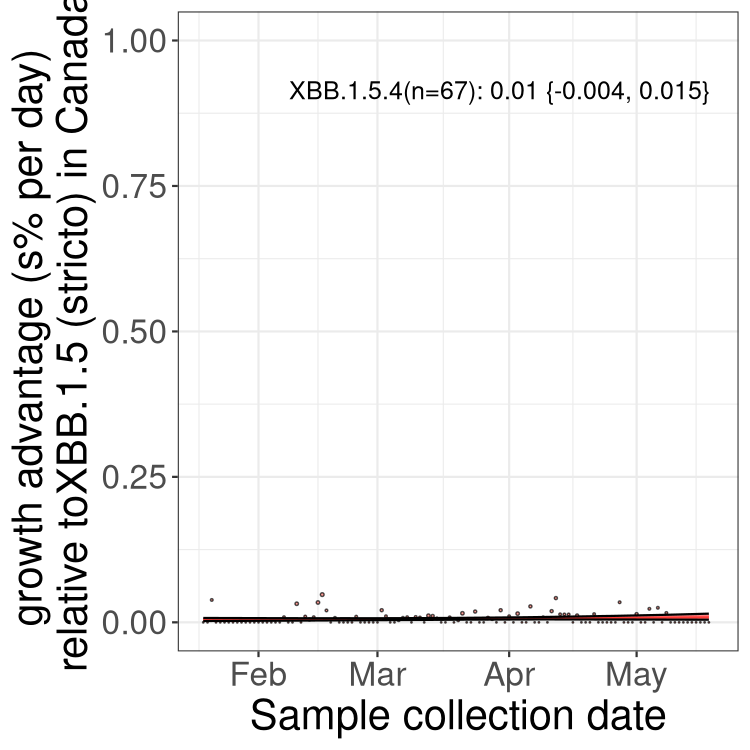 growth advantage (s% per day)
relative toXBB.1.5 (stricto) in Canada
1.00
XBB.1.5.4(n=67): 0.01 {-0.004, 0.015}
0.75
0.50
0.25
0.00
Feb Mar Apr May
Sample collection date